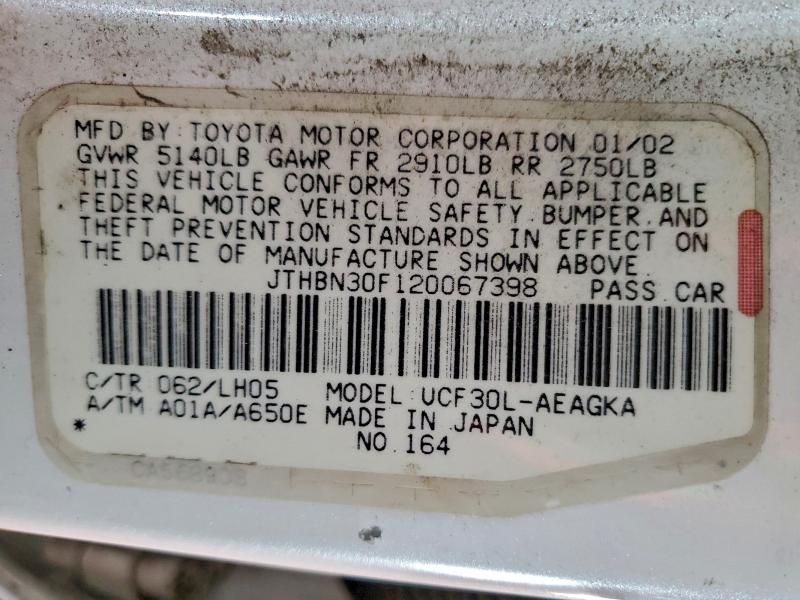 MFD BY: TOYOTA MOTOR CORPORATION 01/02
GVWR 5140LB GAWR FR 2910LB RR 2750LB
THIS VEHICLE CONFORMS TO ALL APPLICABLE
FEDERAL MOTOR VEHICLE SAFETY.BUMPER.AND
THEFT PREVENTION STANDARDS IN EFFECT ON
THE DATE OF MANUFACTURE SHOWN ABOVE.
JTHBN30F120067398 PASS.CAR
C/TR 062/LH05 MODEL:UCF30L-AEAGKA
A/TM A01A/A650E MADE IN JAPAN
* NO.164